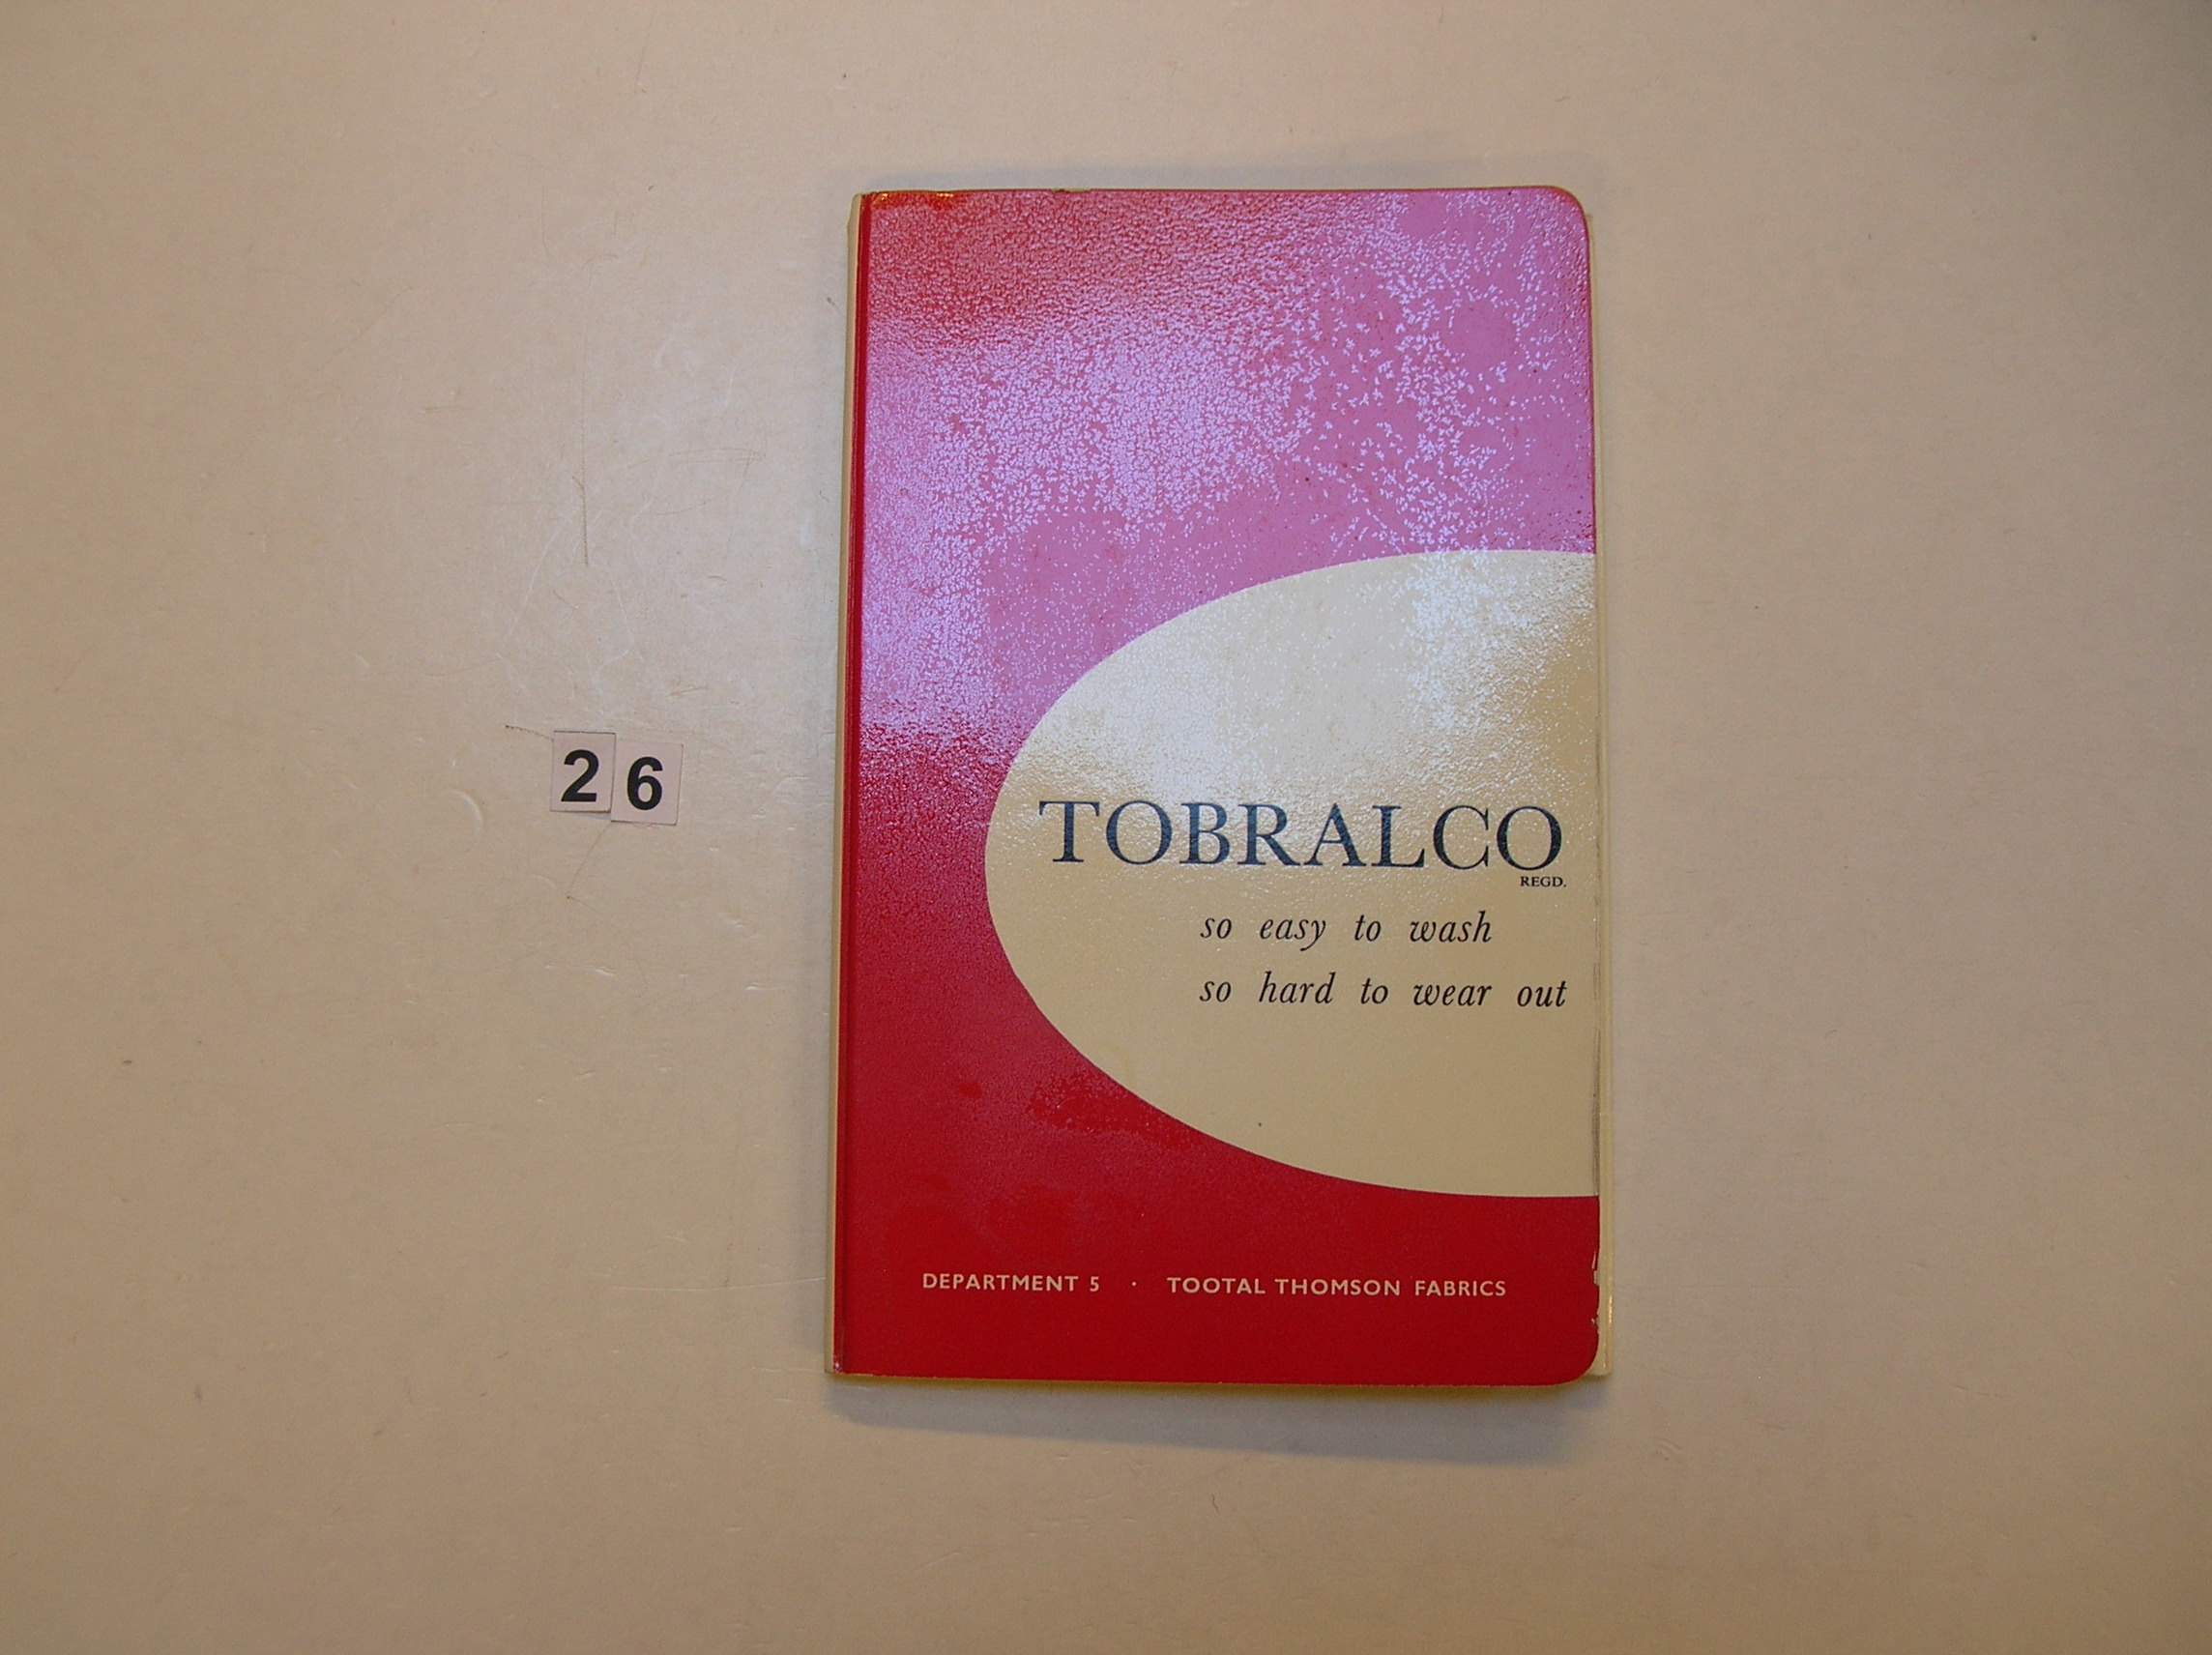 26
TOBRALCO
REGD.
so easy to wash
so hard to wear out
DEPARTMENT 5 · TOOTAL THOMSON FABRICS